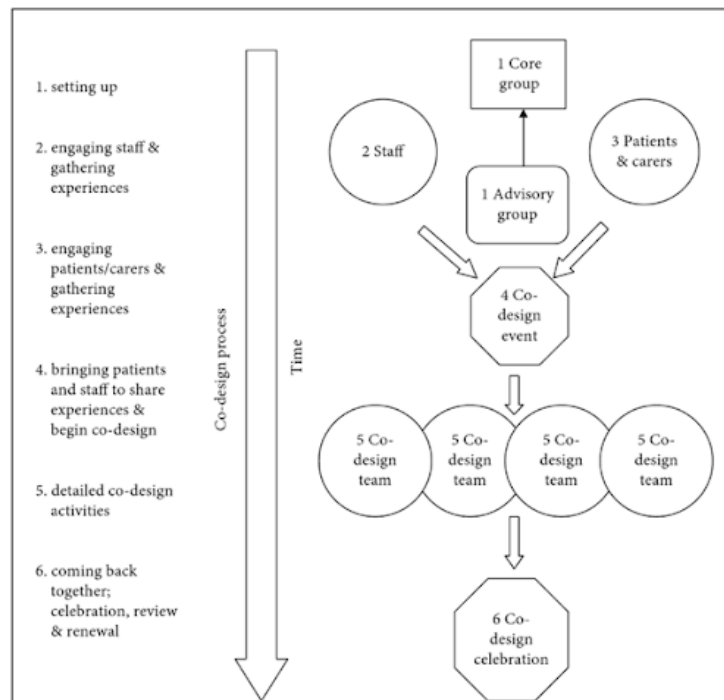 1. setting up
2. engaging staff &
gathering
experiences
3. engaging
patients/carers &
gathering
experiences
4. bringing patients
and staff to share
experiences &
begin co-design
5. detailed co-design
activities
6. coming back
together;
celebration, review
& renewal
Co-design process
Time
1 Core
group
2 Staff
3 Patients
& carers
1 Advisory
group
4 Co-
design
event
5 Co-
design
team
5 Co-
design
team
5 Co-
design
team
5 Co-
design
team
6 Co-
design
celebration